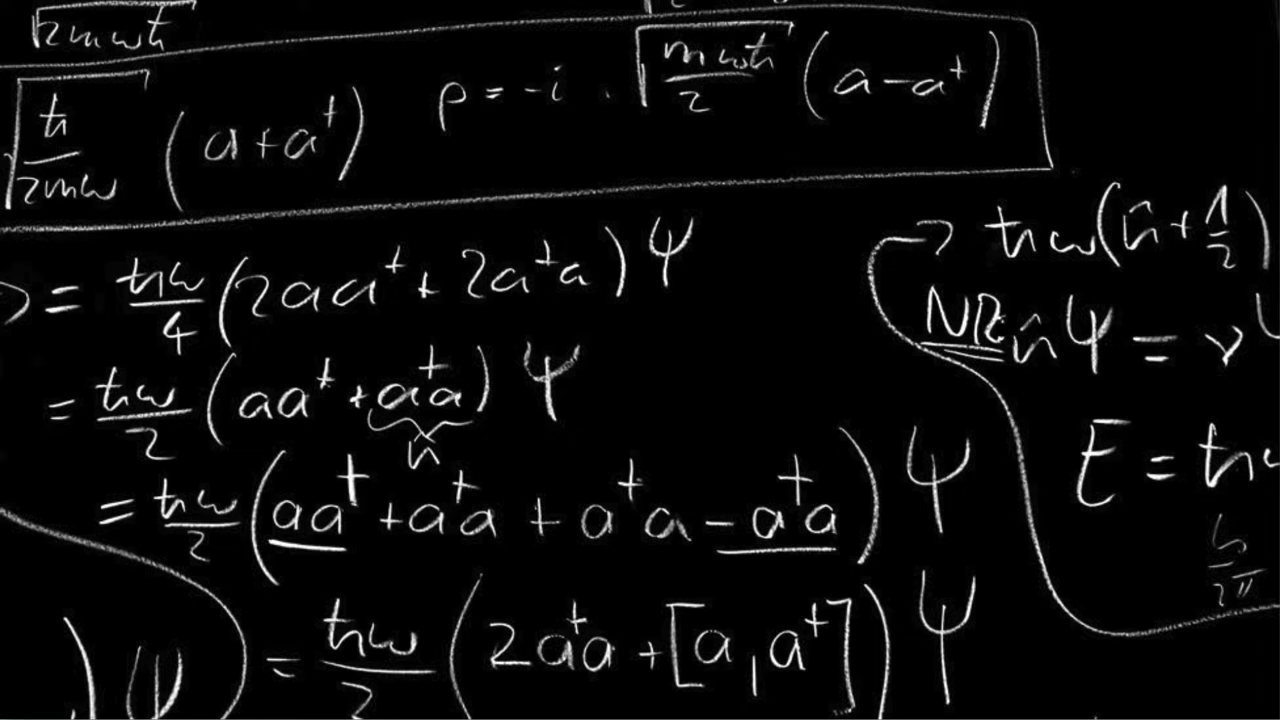 √2mωħ
√ħ/2mω (a+a†) p = -i · √mωħ/2 (a-a†)
= ħω/4 (2aa† + 2a†a) Ψ
= ħω/2 (aa† + a†a) Ψ
n
= ħω/2 (aa† + a†a + a†a - a†a) Ψ
= ħω/2 (2a†a + [a, a†]) Ψ
) ψ
→ ħω(n̂ + 1/2)
NR: n̂Ψ = ν
E = ħ
h/2π